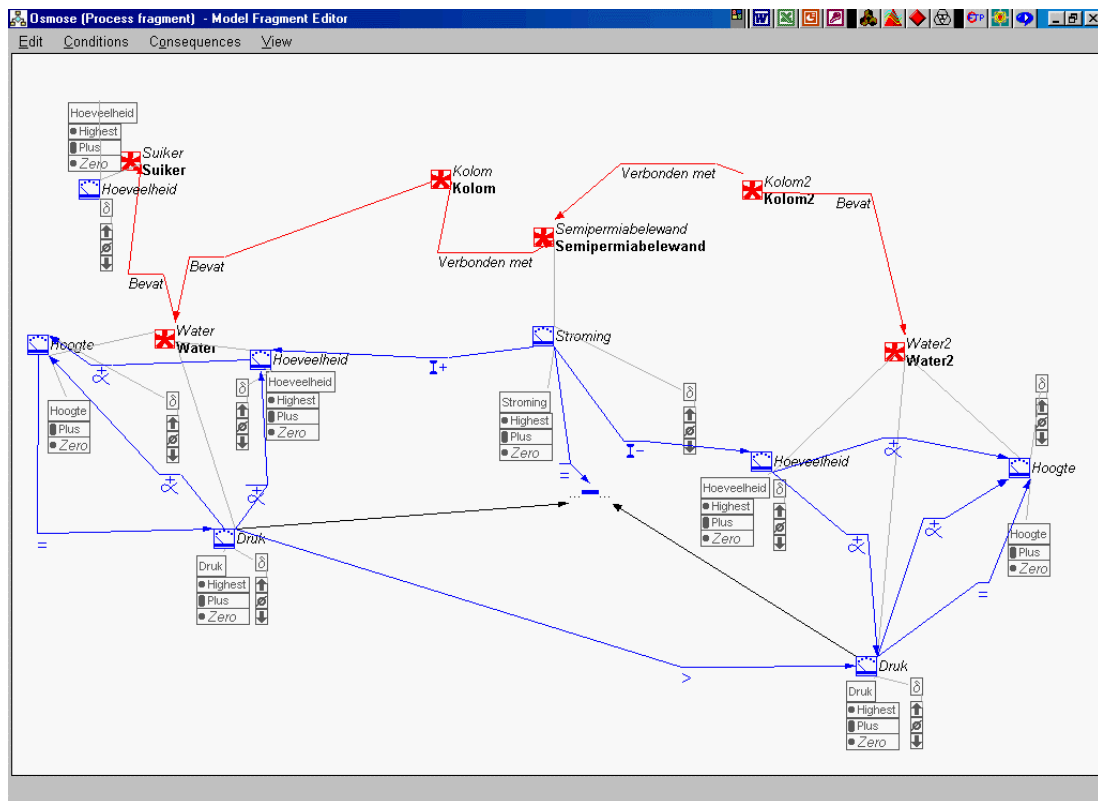 Osmose (Process fragment) - Model Fragment Editor
Edit Conditions Consequences View
Hoeveelheid
Highest
Plus
Zero
Suiker
Suiker
Hoeveelheid
δ
Bevat
Kolom
Kolom
Bevat
Verbonden met
Verbonden met
Kolom2
Kolom2
Bevat
Semipermiabelewand
Semipermiabelewand
Water
Water
Hoogte
Hoogte
Plus
Zero
δ
Hoeveelheid
Hoeveelheid
Highest
Plus
Zero
δ
I+
Stroming
Stroming
Highest
Plus
Zero
δ
I-
=
Water2
Water2
Hoeveelheid
Hoeveelheid
Highest
Plus
Zero
δ
Hoogte
Hoogte
Plus
Zero
δ
=
Druk
Druk
Highest
Plus
Zero
δ
>
=
Druk
Druk
Highest
Plus
Zero
δ